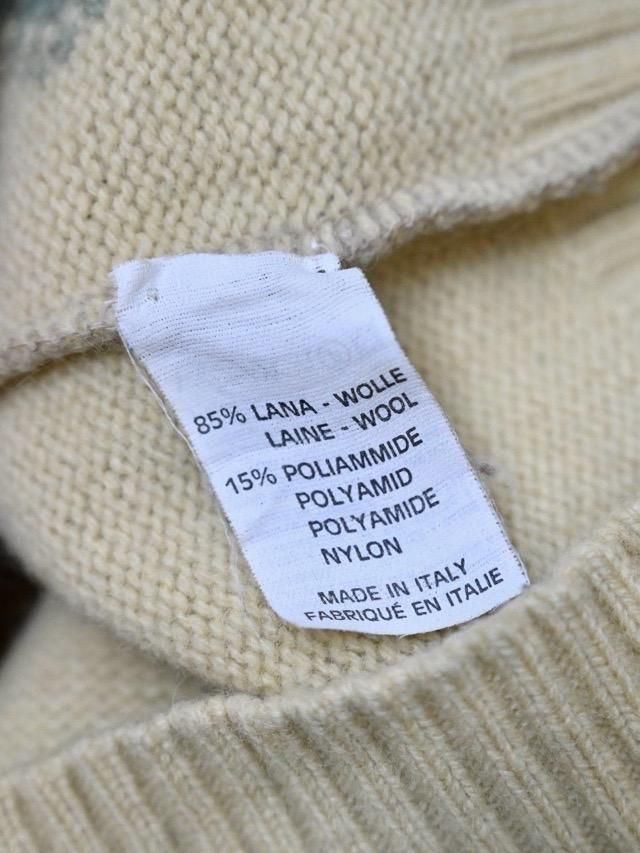 85% LANA - WOLLE
LAINE - WOOL
15% POLIAMMIDE
POLYAMID
POLYAMIDE
NYLON
MADE IN ITALY
FABRIQUÉ EN ITALIE